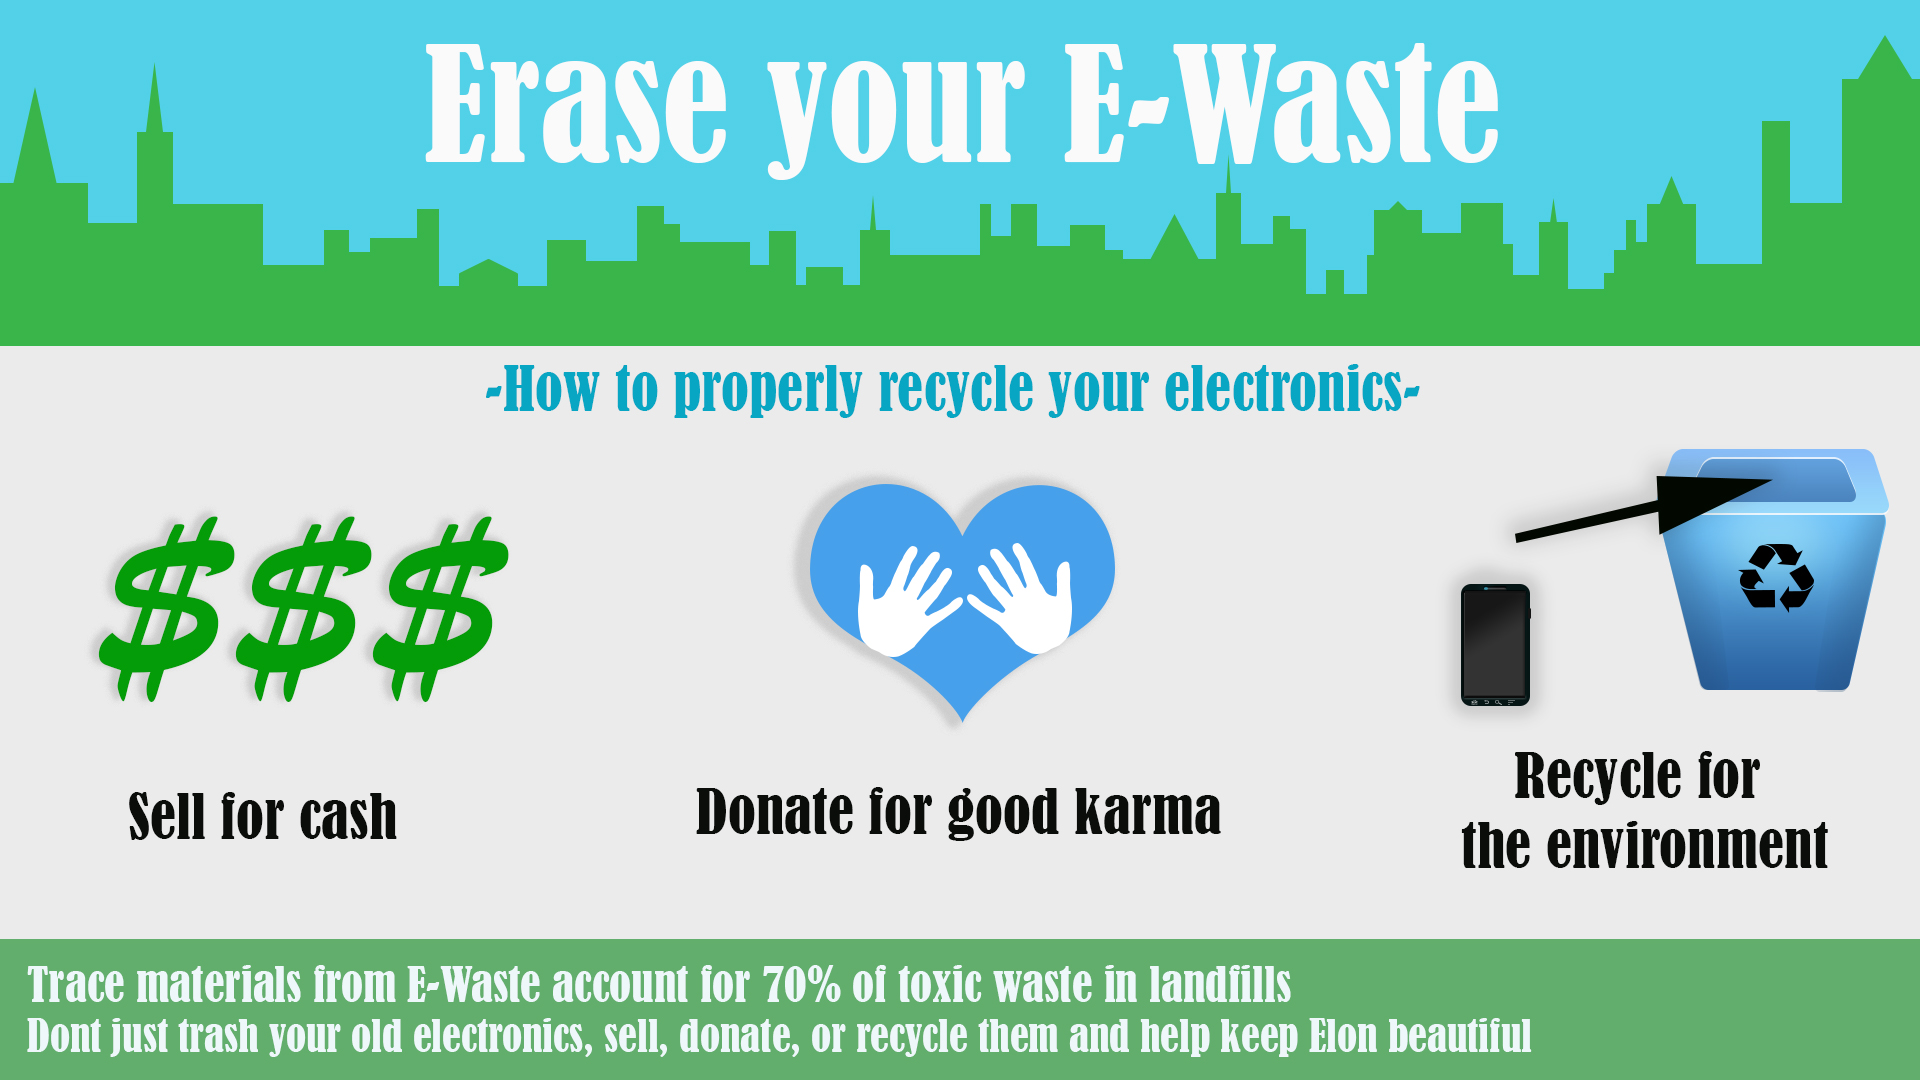 Erase your E-Waste
-How to properly recycle your electronics-
$$$
Sell for cash
Donate for good karma
Recycle for
the environment
Trace materials from E-Waste account for 70% of toxic waste in landfills
Dont just trash your old electronics, sell, donate, or recycle them and help keep Elon beautiful